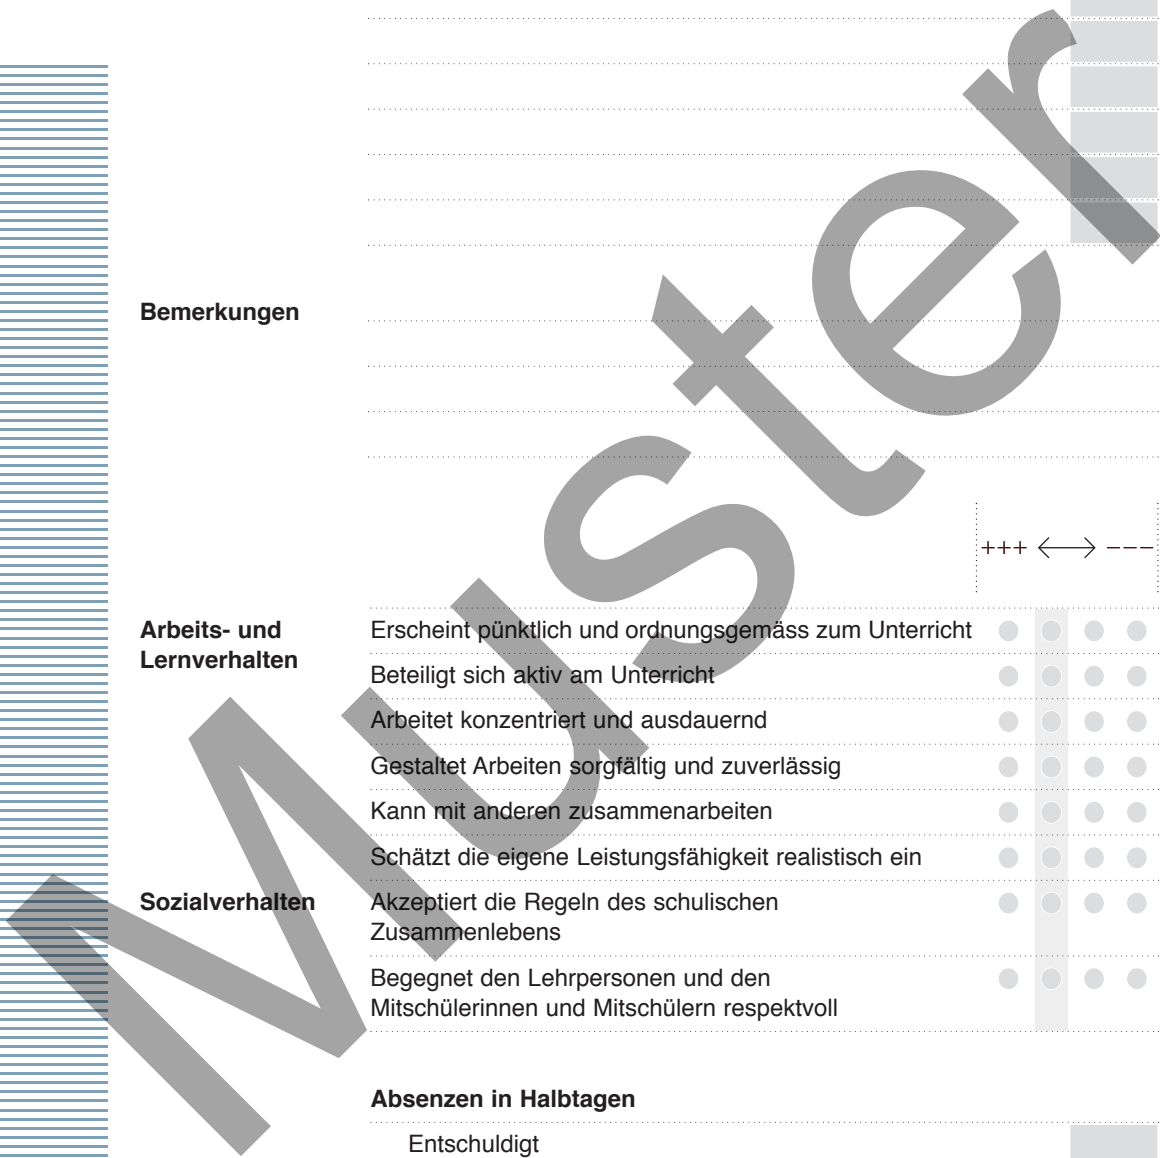 Bemerkungen
+++ ⟷ ---
Arbeits- und
Lernverhalten
Erscheint pünktlich und ordnungsgemäss zum Unterricht
Beteiligt sich aktiv am Unterricht
Arbeitet konzentriert und ausdauernd
Gestaltet Arbeiten sorgfältig und zuverlässig
Kann mit anderen zusammenarbeiten
Schätzt die eigene Leistungsfähigkeit realistisch ein
Sozialverhalten
Akzeptiert die Regeln des schulischen
Zusammenlebens
Begegnet den Lehrpersonen und den
Mitschülerinnen und Mitschülern respektvoll
Absenzen in Halbtagen
Entschuldigt
Muster